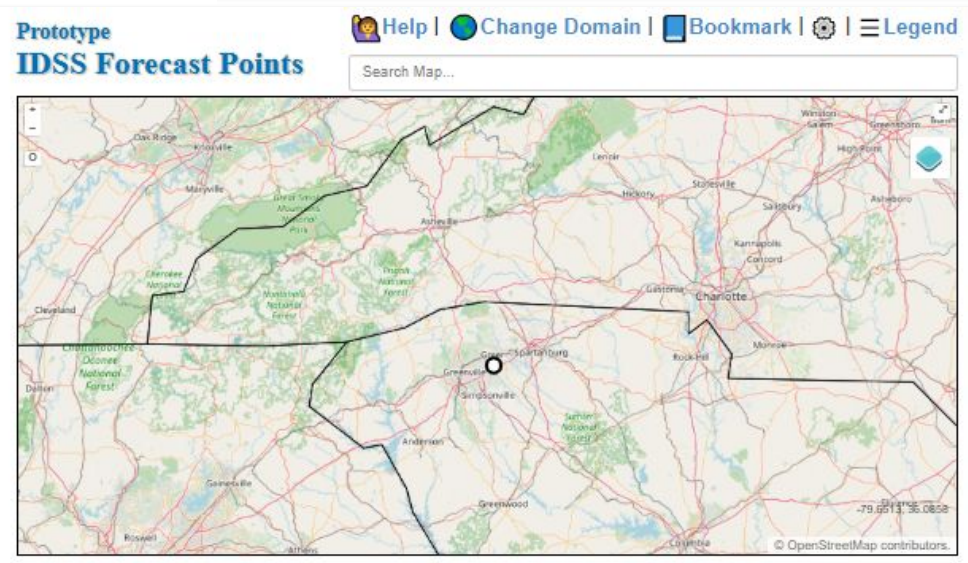 Prototype
IDSS Forecast Points
Help | Change Domain | Bookmark | | Legend
Search Map...
+
−
Oak Ridge
Knoxville
Winston-
Salem
Greensboro
High Point
Lenoir
Maryville
Statesville
Hickory
Great Smoky
Mountains
National
Park
Salisbury
Asheboro
Asheville
Kannapolis
Concord
Cherokee
National
Pisgah
National
Forest
Nantahala
National
Forest
Gastonia
Charlotte
Cleveland
Chattahoochee-
Oconee
National
Forest
Monroe
Rock Hill
Greer
Spartanburg
Greenville
Dalton
Simpsonville
Sumter
National
Forest
Anderson
Gainesville
Greenwood
-79.6513, 36.0858
Roswell
Athens
Columbia
© OpenStreetMap contributors.